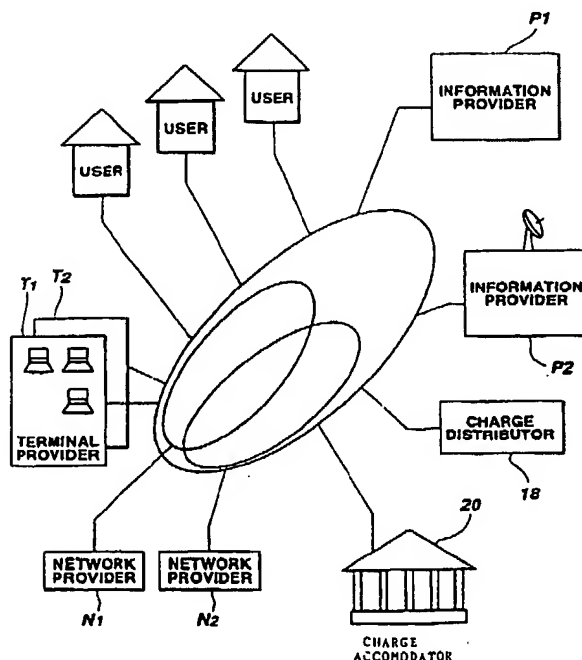 P1
INFORMATION
PROVIDER
USER
USER
USER
INFORMATION
PROVIDER
P2
T1
T2
TERMINAL
PROVIDER
CHARGE
DISTRIBUTOR
18
20
NETWORK
PROVIDER
N1
NETWORK
PROVIDER
N2
CHARGE
ACCOMODATOR